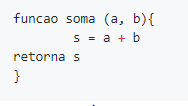 funcao soma (a, b){
        s = a + b
retorna s
}